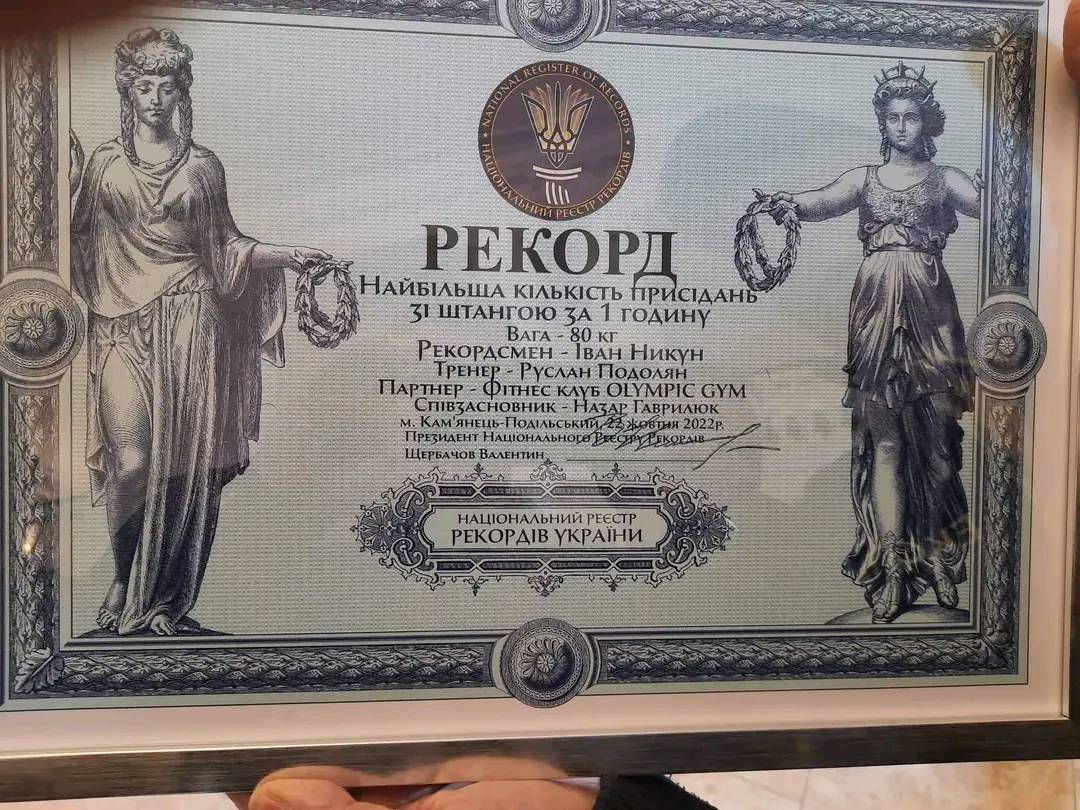 NATIONAL REGISTER OF RECORDS
НАЦІОНАЛЬНИЙ РЕЄСТР РЕКОРДІВ
РЕКОРД
Найбільша кількість присідань
зі штангою за 1 годину
Вага - 80 кг
Рекордсмен - Іван Никун
Тренер - Руслан Подолян
Партнер - Фітнес клуб OLYMPIC GYM
Співзасновник - Назар Гаврилюк
м. Кам'янець-Подільський, 22 жовтня 2022р.
Президент Національного Реєстру Рекордів
Щербачов Валентин
НАЦІОНАЛЬНИЙ РЕЄСТР
РЕКОРДІВ УКРАЇНИ